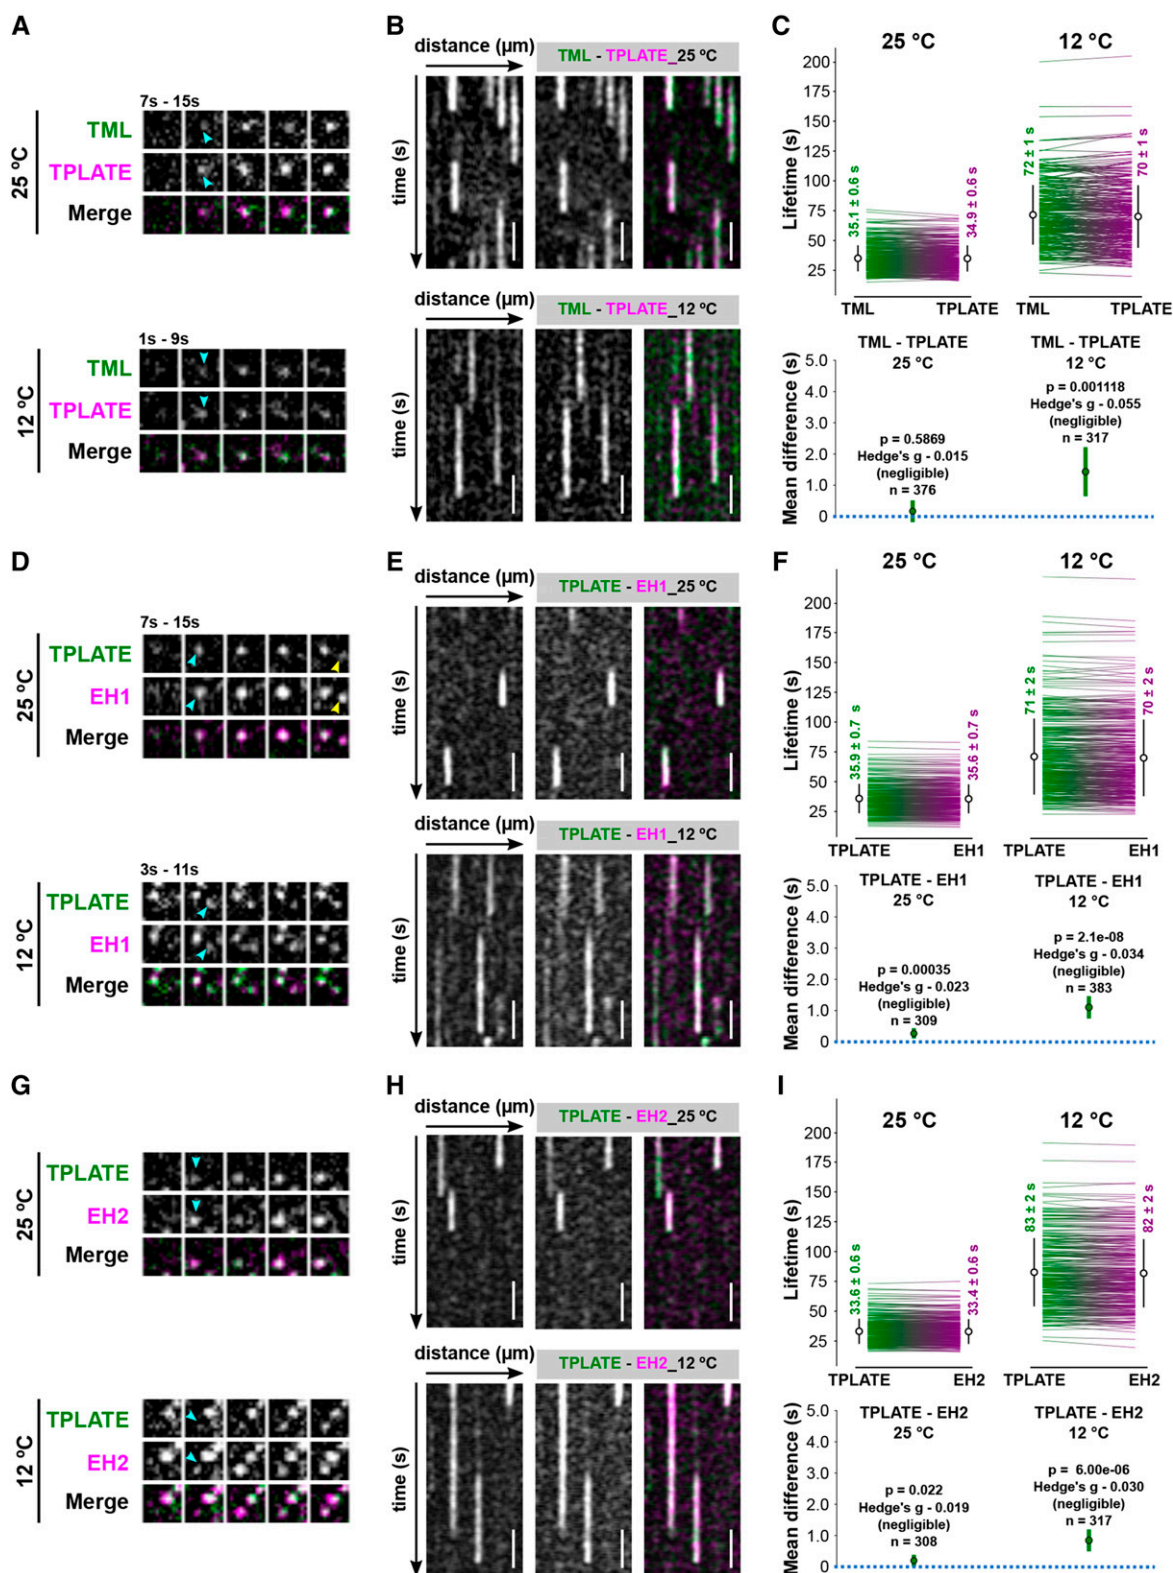 A
7s - 15s
25 ºC
TML
TPLATE
Merge
1s - 9s
12 ºC
TML
TPLATE
Merge
B
distance (µm)
TML - TPLATE_25 ºC
time (s)
distance (µm)
TML - TPLATE_12 ºC
time (s)
C
25 °C
12 °C
Lifetime (s)
200
175
150
125
100
75
50
25
35.1 ± 0.6 s
34.9 ± 0.6 s
72 ± 1 s
70 ± 1 s
TML
TPLATE
TML
TPLATE
Mean difference (s)
5.0
4.0
3.0
2.0
1.0
0
TML - TPLATE
25 °C
p = 0.5869
Hedge's g - 0.015
(negligible)
n = 376
TML - TPLATE
12 °C
p = 0.001118
Hedge's g - 0.055
(negligible)
n = 317
D
7s - 15s
25 ºC
TPLATE
EH1
Merge
3s - 11s
12 ºC
TPLATE
EH1
Merge
E
distance (µm)
TPLATE - EH1_25 ºC
time (s)
distance (µm)
TPLATE - EH1_12 ºC
time (s)
F
25 °C
12 °C
Lifetime (s)
200
175
150
125
100
75
50
25
35.9 ± 0.7 s
35.6 ± 0.7 s
71 ± 2 s
70 ± 2 s
TPLATE
EH1
TPLATE
EH1
Mean difference (s)
5.0
4.0
3.0
2.0
1.0
0
TPLATE - EH1
25 °C
p = 0.00035
Hedge's g - 0.023
(negligible)
n = 309
TPLATE - EH1
12 °C
p = 2.1e-08
Hedge's g - 0.034
(negligible)
n = 383
G
25 ºC
TPLATE
EH2
Merge
12 ºC
TPLATE
EH2
Merge
H
distance (µm)
TPLATE - EH2_25 ºC
time (s)
distance (µm)
TPLATE - EH2_12 ºC
time (s)
I
25 °C
12 °C
Lifetime (s)
200
175
150
125
100
75
50
25
33.6 ± 0.6 s
33.4 ± 0.6 s
83 ± 2 s
82 ± 2 s
TPLATE
EH2
TPLATE
EH2
Mean difference (s)
5.0
4.0
3.0
2.0
1.0
0
TPLATE - EH2
25 °C
p = 0.022
Hedge's g - 0.019
(negligible)
n = 308
TPLATE - EH2
12 °C
p = 6.00e-06
Hedge's g - 0.030
(negligible)
n = 317